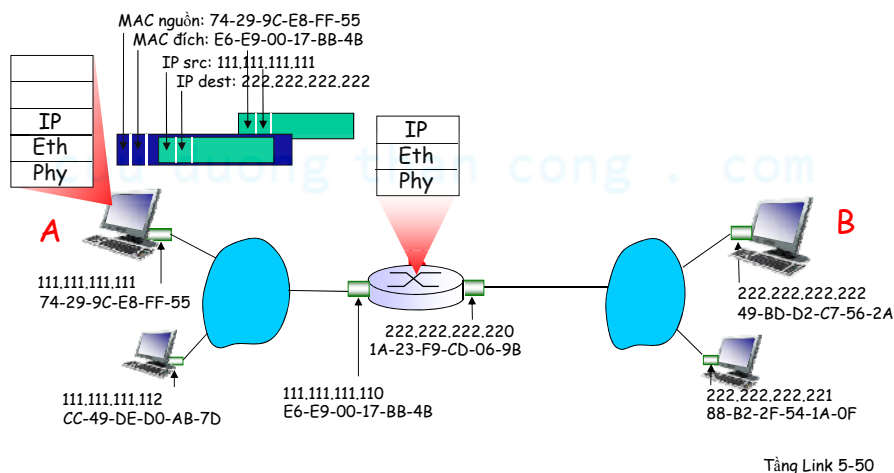 MAC nguồn: 74-29-9C-E8-FF-55
MAC đích: E6-E9-00-17-BB-4B
IP src: 111.111.111.111
IP dest: 222.222.222.222
IP
Eth
Phy
IP
Eth
Phy
cuu duong than cong . com
A
B
111.111.111.111
74-29-9C-E8-FF-55
222.222.222.222
49-BD-D2-C7-56-2A
222.222.222.220
1A-23-F9-CD-06-9B
111.111.111.112
CC-49-DE-D0-AB-7D
111.111.111.110
E6-E9-00-17-BB-4B
222.222.222.221
88-B2-2F-54-1A-0F
Tầng Link 5-50